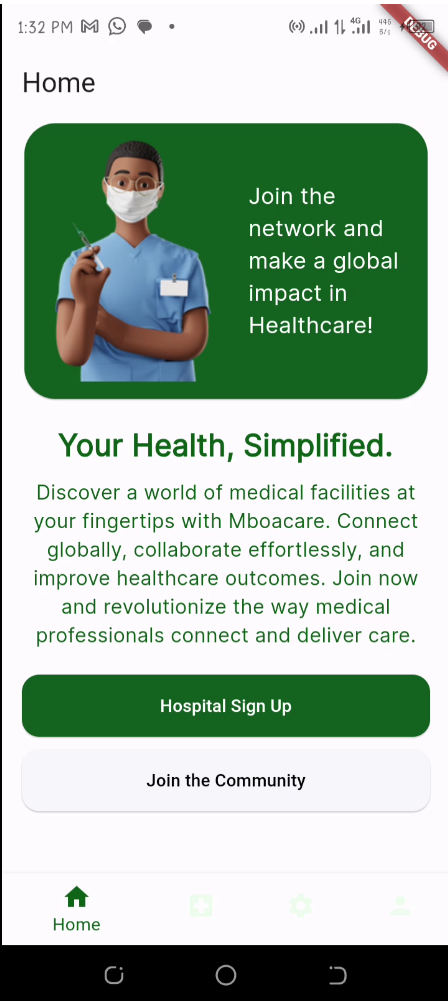 1:32 PM
4G
446
B/s
DEBUG
Home
Join the
network and
make a global
impact in
Healthcare!
Your Health, Simplified.
Discover a world of medical facilities at
your fingertips with Mboacare. Connect
globally, collaborate effortlessly, and
improve healthcare outcomes. Join now
and revolutionize the way medical
professionals connect and deliver care.
Hospital Sign Up
Join the Community
Home